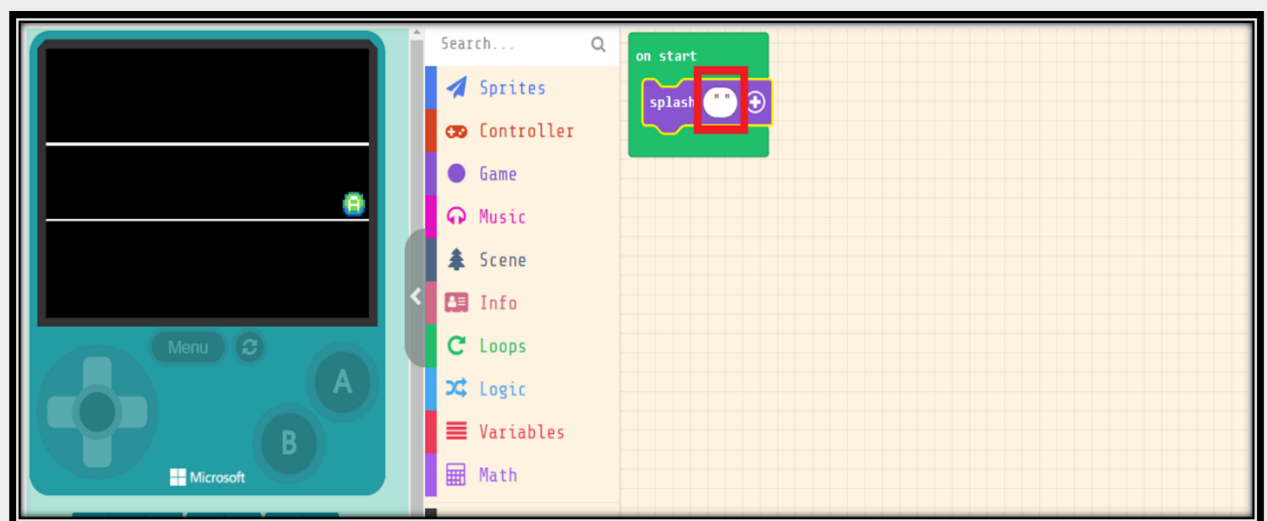 Search...
Sprites
Controller
Game
Music
Scene
Info
Loops
Logic
Variables
Math
on start
splash " "
A
Menu
A
B
Microsoft